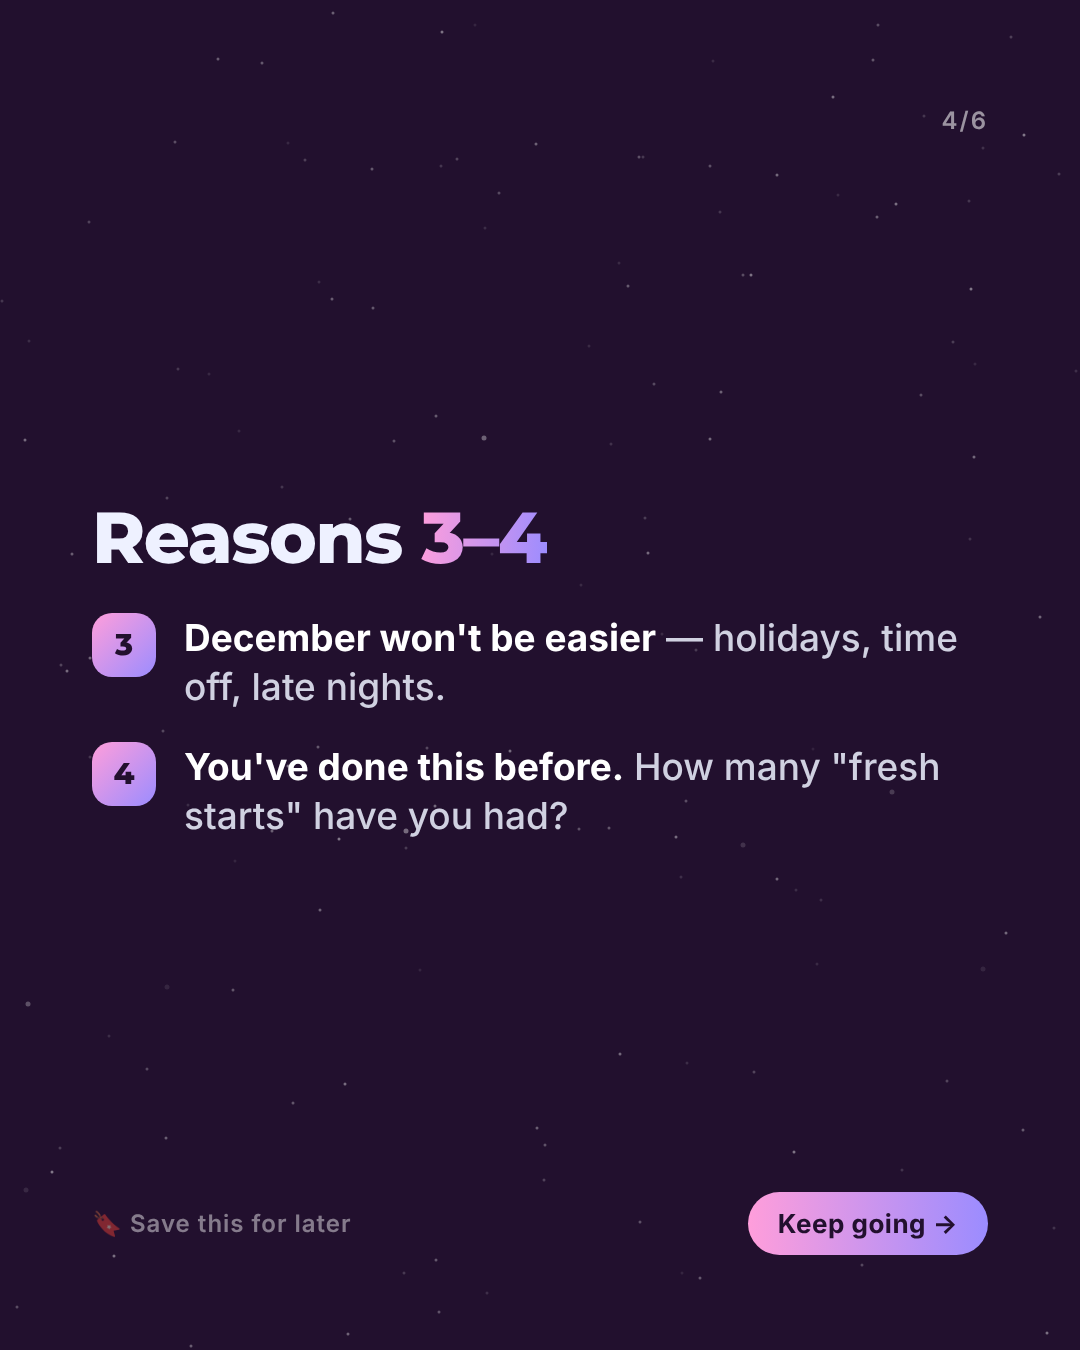 4/6
Reasons 3–4
3
December won't be easier — holidays, time
off, late nights.
4
You've done this before. How many "fresh
starts" have you had?
🔖 Save this for later
Keep going →